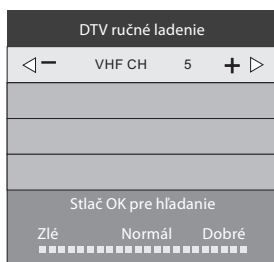 DTV ručné ladenie
− VHF CH 5 +
Stlač OK pre hľadanie
Zlé Normál Dobré